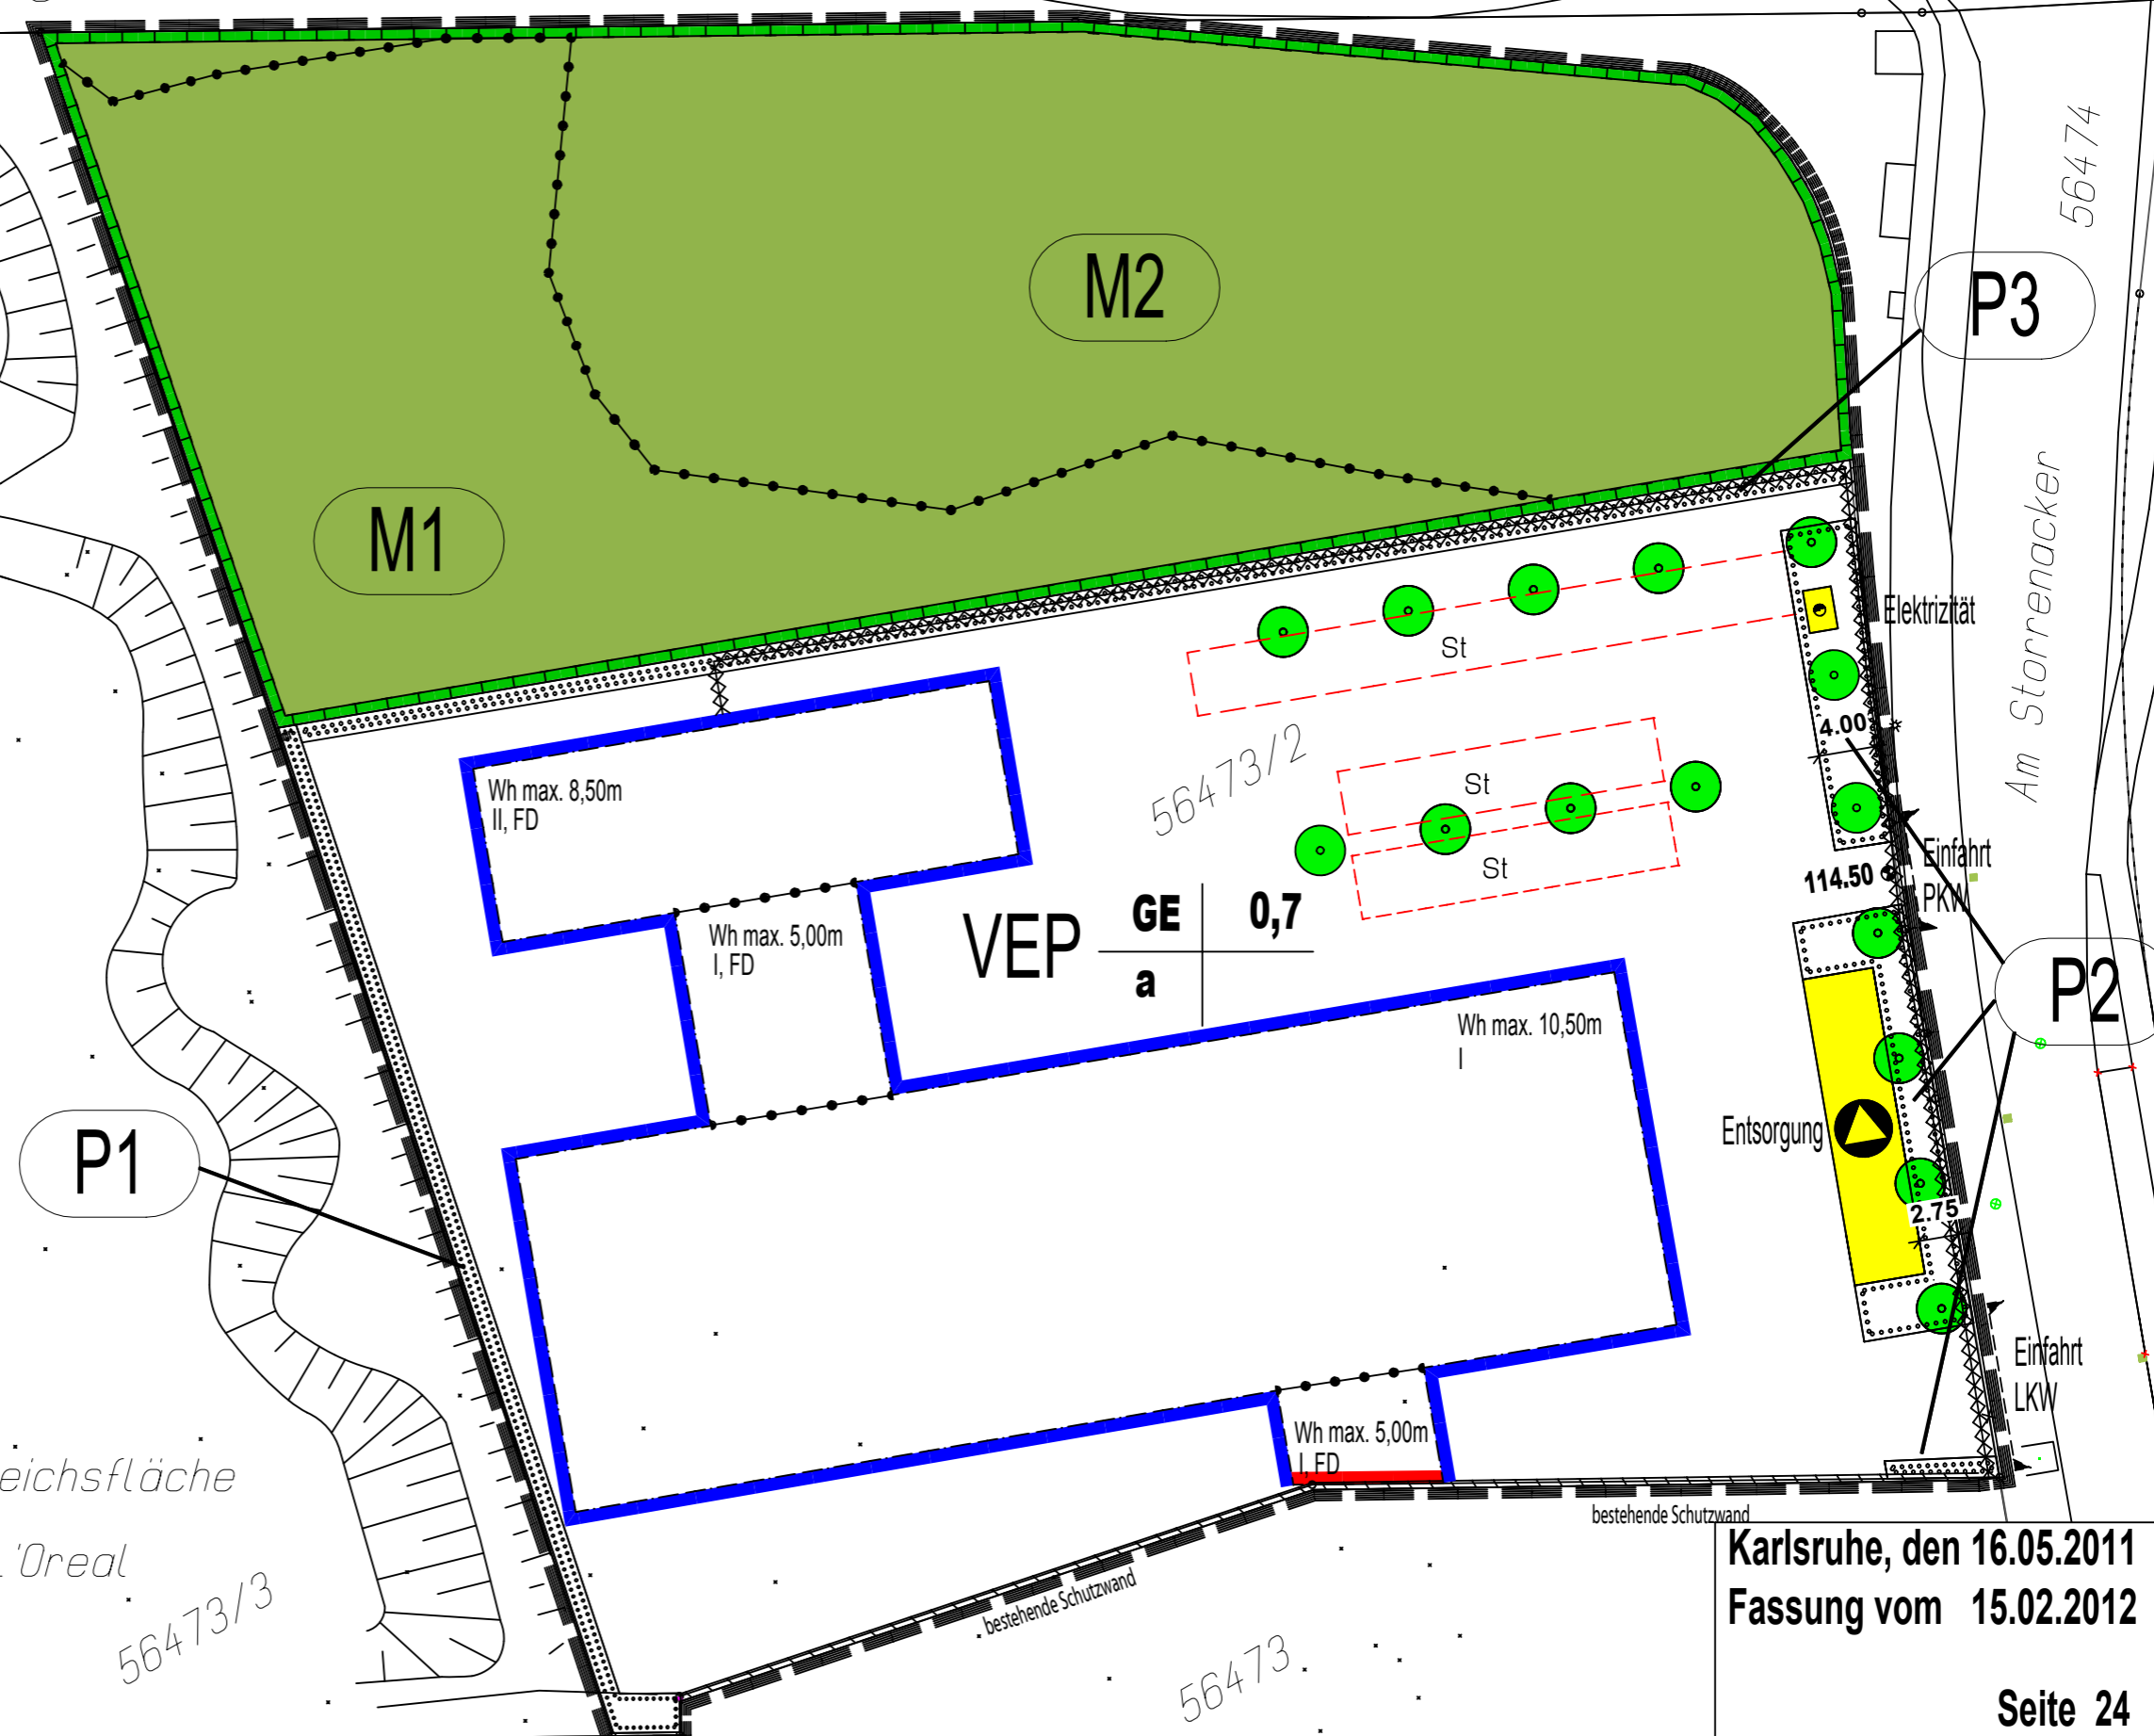 M2
P3
56474
M1
Elektrizität
St
Am Storrenacker
4.00
56473/2
St
Wh max. 8,50m
II, FD
St
Einfahrt
PKW
114.50
VEP
GE
0,7
a
Wh max. 5,00m
I, FD
P2
Wh max. 10,50m
I
Entsorgung
P1
2.75
Einfahrt
LKW
Wh max. 5,00m
I, FD
eichsfläche
'Oreal
56473/3
bestehende Schutzwand
bestehende Schutzwand
56473
Karlsruhe, den 16.05.2011
Fassung vom 15.02.2012
Seite 24